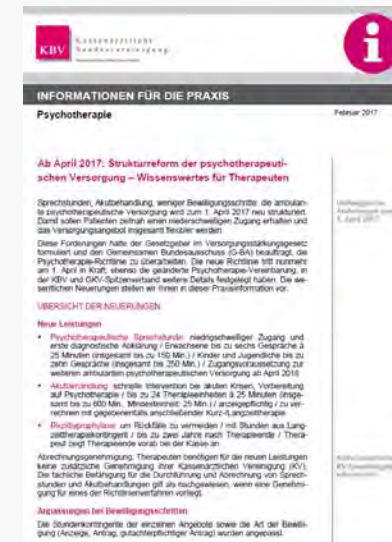 KBV
Kassenärztliche
Bundesvereinigung
i
INFORMATIONEN FÜR DIE PRAXIS
Psychotherapie
Februar 2017
Ab April 2017: Strukturreform der psychotherapeuti-
schen Versorgung – Wissenswertes für Therapeuten
Sprechstunden, Akutbehandlung, weniger Bewilligungsschritte: die ambulan-
te psychotherapeutische Versorgung wird zum 1. April 2017 neu strukturiert.
Damit sollen Patienten zeitnah einen niederschwelligen Zugang erhalten und
das Versorgungsangebot insgesamt flexibler werden.
Diese Forderungen hatte der Gesetzgeber im Versorgungsstärkungsgesetz
formuliert und den Gemeinsamen Bundesausschuss (G-BA) beauftragt, die
Psychotherapie-Richtlinie zu überarbeiten. Die neue Richtlinie tritt nunmehr
am 1. April in Kraft, ebenso die geänderte Psychotherapie-Vereinbarung, in
der KBV und GKV-Spitzenverband weitere Details festgelegt haben. Die we-
sentlichen Neuerungen stellen wir Ihnen in dieser Praxisinformation vor.
ÜBERSICHT DER NEUERUNGEN
Neue Leistungen
• Psychotherapeutische Sprechstunde: niedrigschwelliger Zugang und
erste diagnostische Abklärung / Erwachsene bis zu sechs Gespräche à
25 Minuten (insgesamt bis zu 150 Min.) / Kinder und Jugendliche bis zu
zehn Gespräche (insgesamt bis 250 Min.) / Zugangsvoraussetzung zur
weiteren ambulanten psychotherapeutischen Versorgung ab April 2018
• Akutbehandlung: schnelle Intervention bei akuten Krisen, Vorbereitung
auf Psychotherapie / bis zu 24 Therapieeinheiten à 25 Minuten (insge-
samt bis zu 600 Min., Mindesteinheit: 25 Min.) / anzeigepflichtig / zu ver-
rechnen mit gegebenenfalls anschließender Kurz-/Langzeittherapie
• Rezidivprophylaxe: um Rückfälle zu vermeiden / mit Stunden aus Lang-
zeittherapiekontingent / bis zu zwei Jahre nach Therapieende / Thera-
peut zeigt Therapieende vorab bei der Kasse an
Abrechnungsgenehmigung: Therapeuten benötigen für die neuen Leistungen
keine zusätzliche Genehmigung ihrer Kassenärztlichen Vereinigung (KV).
Die fachliche Befähigung für die Durchführung und Abrechnung von Sprech-
stunden und Akutbehandlungen gilt als nachgewiesen, wenn eine Genehmi-
gung für eines der Richtlinienverfahren vorliegt.
Anpassungen bei Bewilligungsschritten
Die Stundenkontingente der einzelnen Angebote sowie die Art der Bewilli-
gung (Anzeige, Antrag, gutachterpflichtiger Antrag) wurden angepasst.